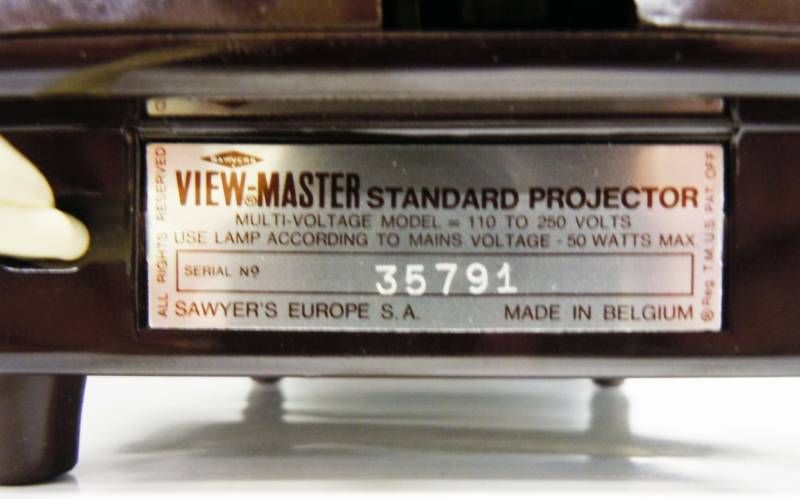 SAWYER'S
VIEW-MASTER STANDARD PROJECTOR
MULTI-VOLTAGE MODEL = 110 TO 250 VOLTS
USE LAMP ACCORDING TO MAINS VOLTAGE - 50 WATTS MAX.
SERIAL Nº 35791
SAWYER'S EUROPE S.A. MADE IN BELGIUM
ALL RIGHTS RESERVED
® Reg. T.M. U.S. PAT. OFF.